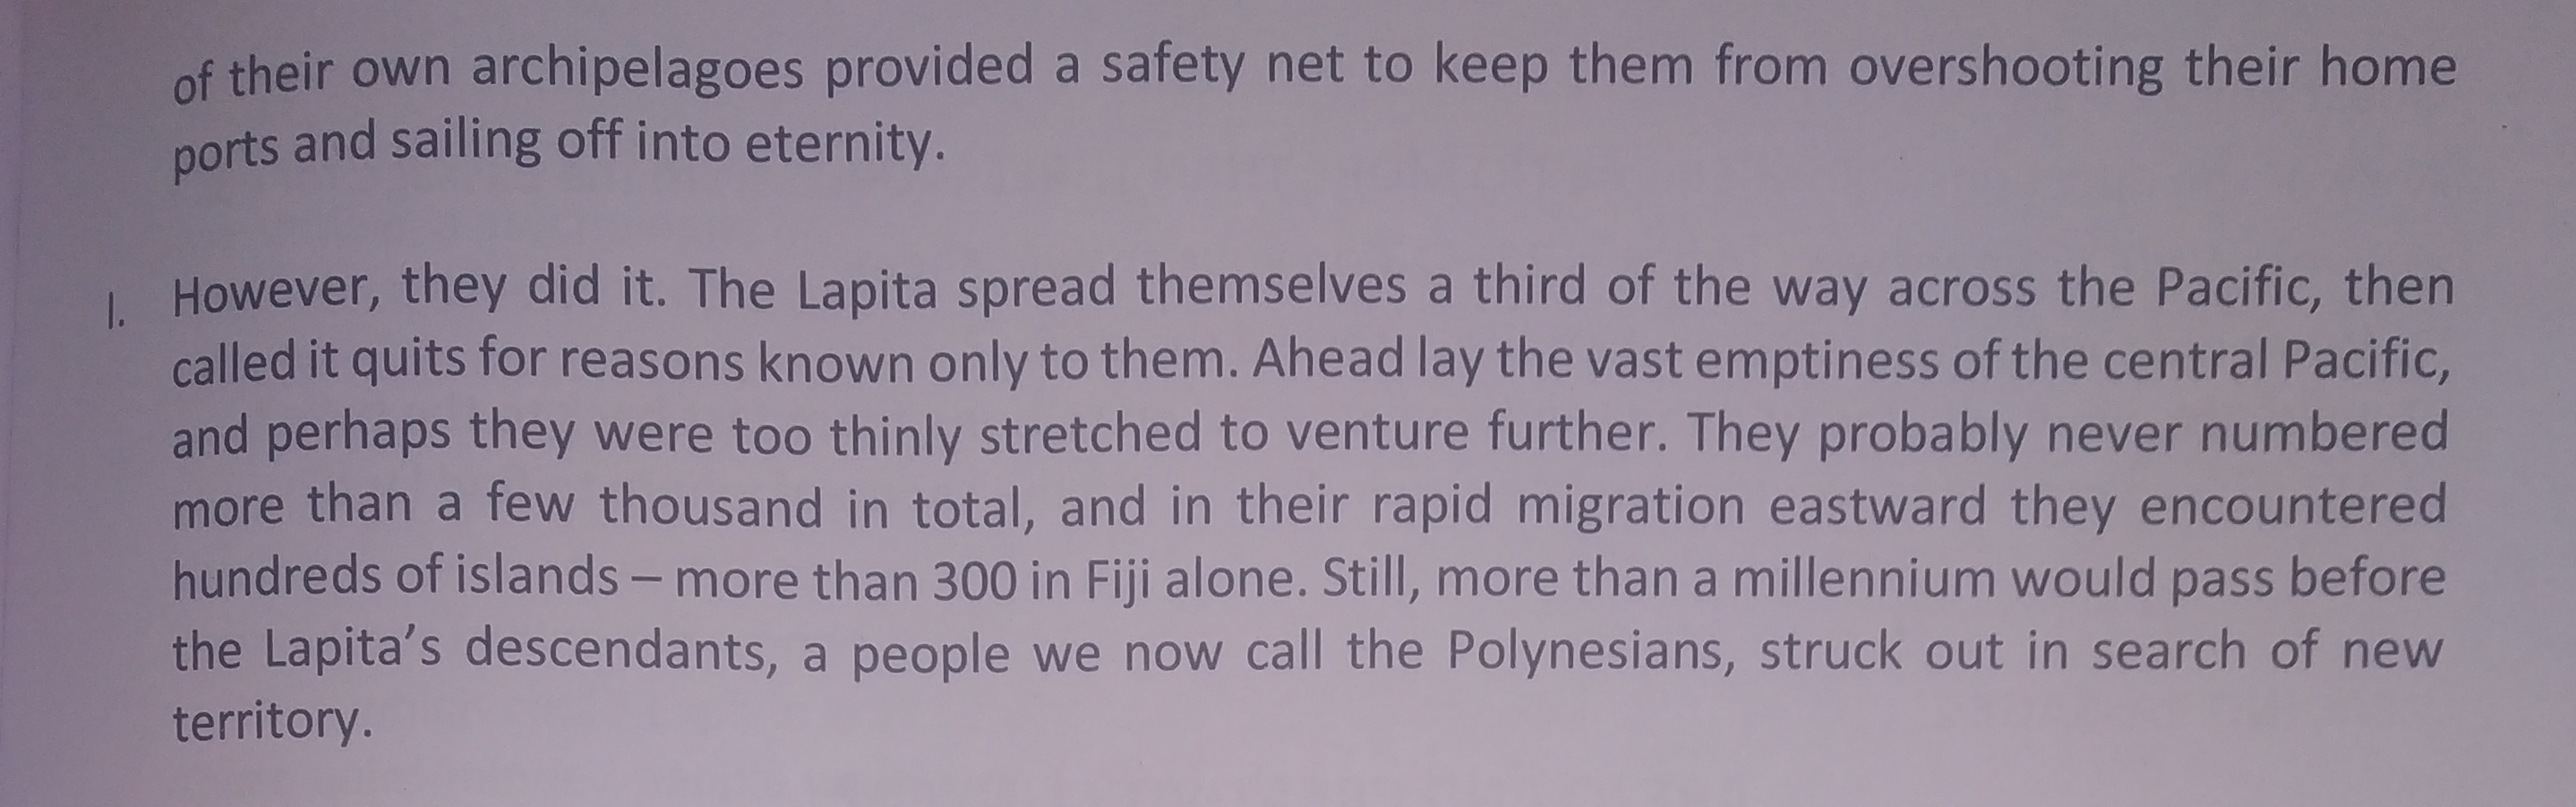 of their own archipelagoes provided a safety net to keep them from overshooting their home
ports and sailing off into eternity.
I. However, they did it. The Lapita spread themselves a third of the way across the Pacific, then
called it quits for reasons known only to them. Ahead lay the vast emptiness of the central Pacific,
and perhaps they were too thinly stretched to venture further. They probably never numbered
more than a few thousand in total, and in their rapid migration eastward they encountered
hundreds of islands – more than 300 in Fiji alone. Still, more than a millennium would pass before
the Lapita’s descendants, a people we now call the Polynesians, struck out in search of new
territory.